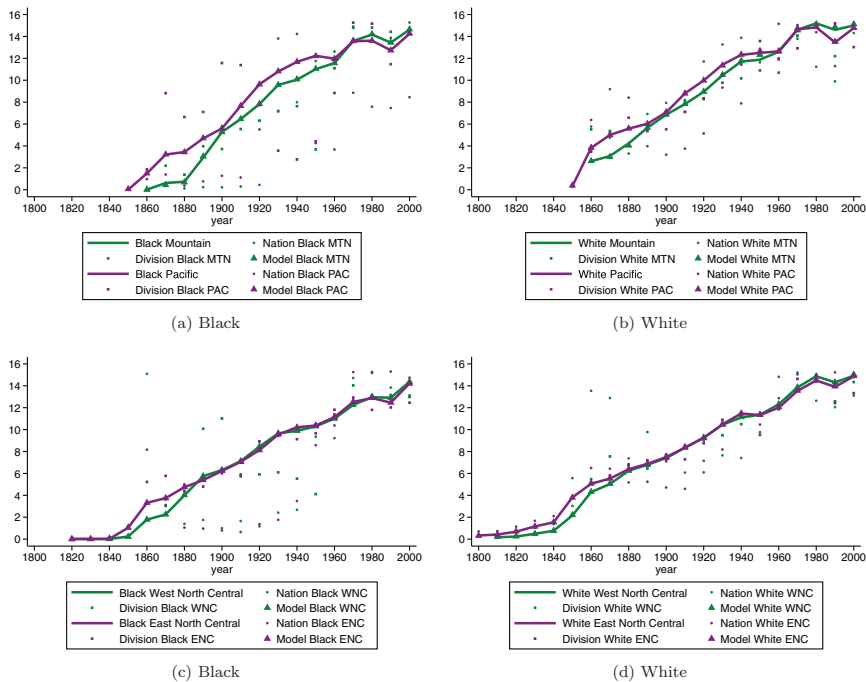 16
14
12
10
8
6
4
2
0
1800 1820 1840 1860 1880 1900 1920 1940 1960 1980 2000
year
Black Mountain Nation Black MTN
Division Black MTN Model Black MTN
Black Pacific Nation Black PAC
Division Black PAC Model Black PAC
(a) Black
16
14
12
10
8
6
4
2
0
1800 1820 1840 1860 1880 1900 1920 1940 1960 1980 2000
year
White Mountain Nation White MTN
Division White MTN Model White MTN
White Pacific Nation White PAC
Division White PAC Model White PAC
(b) White
16
14
12
10
8
6
4
2
0
1800 1820 1840 1860 1880 1900 1920 1940 1960 1980 2000
year
Black West North Central Nation Black WNC
Division Black WNC Model Black WNC
Black East North Central Nation Black ENC
Division Black ENC Model Black ENC
(c) Black
16
14
12
10
8
6
4
2
0
1800 1820 1840 1860 1880 1900 1920 1940 1960 1980 2000
year
White West North Central Nation White WNC
Division White WNC Model White WNC
White East North Central Nation White ENC
Division White ENC Model White ENC
(d) White